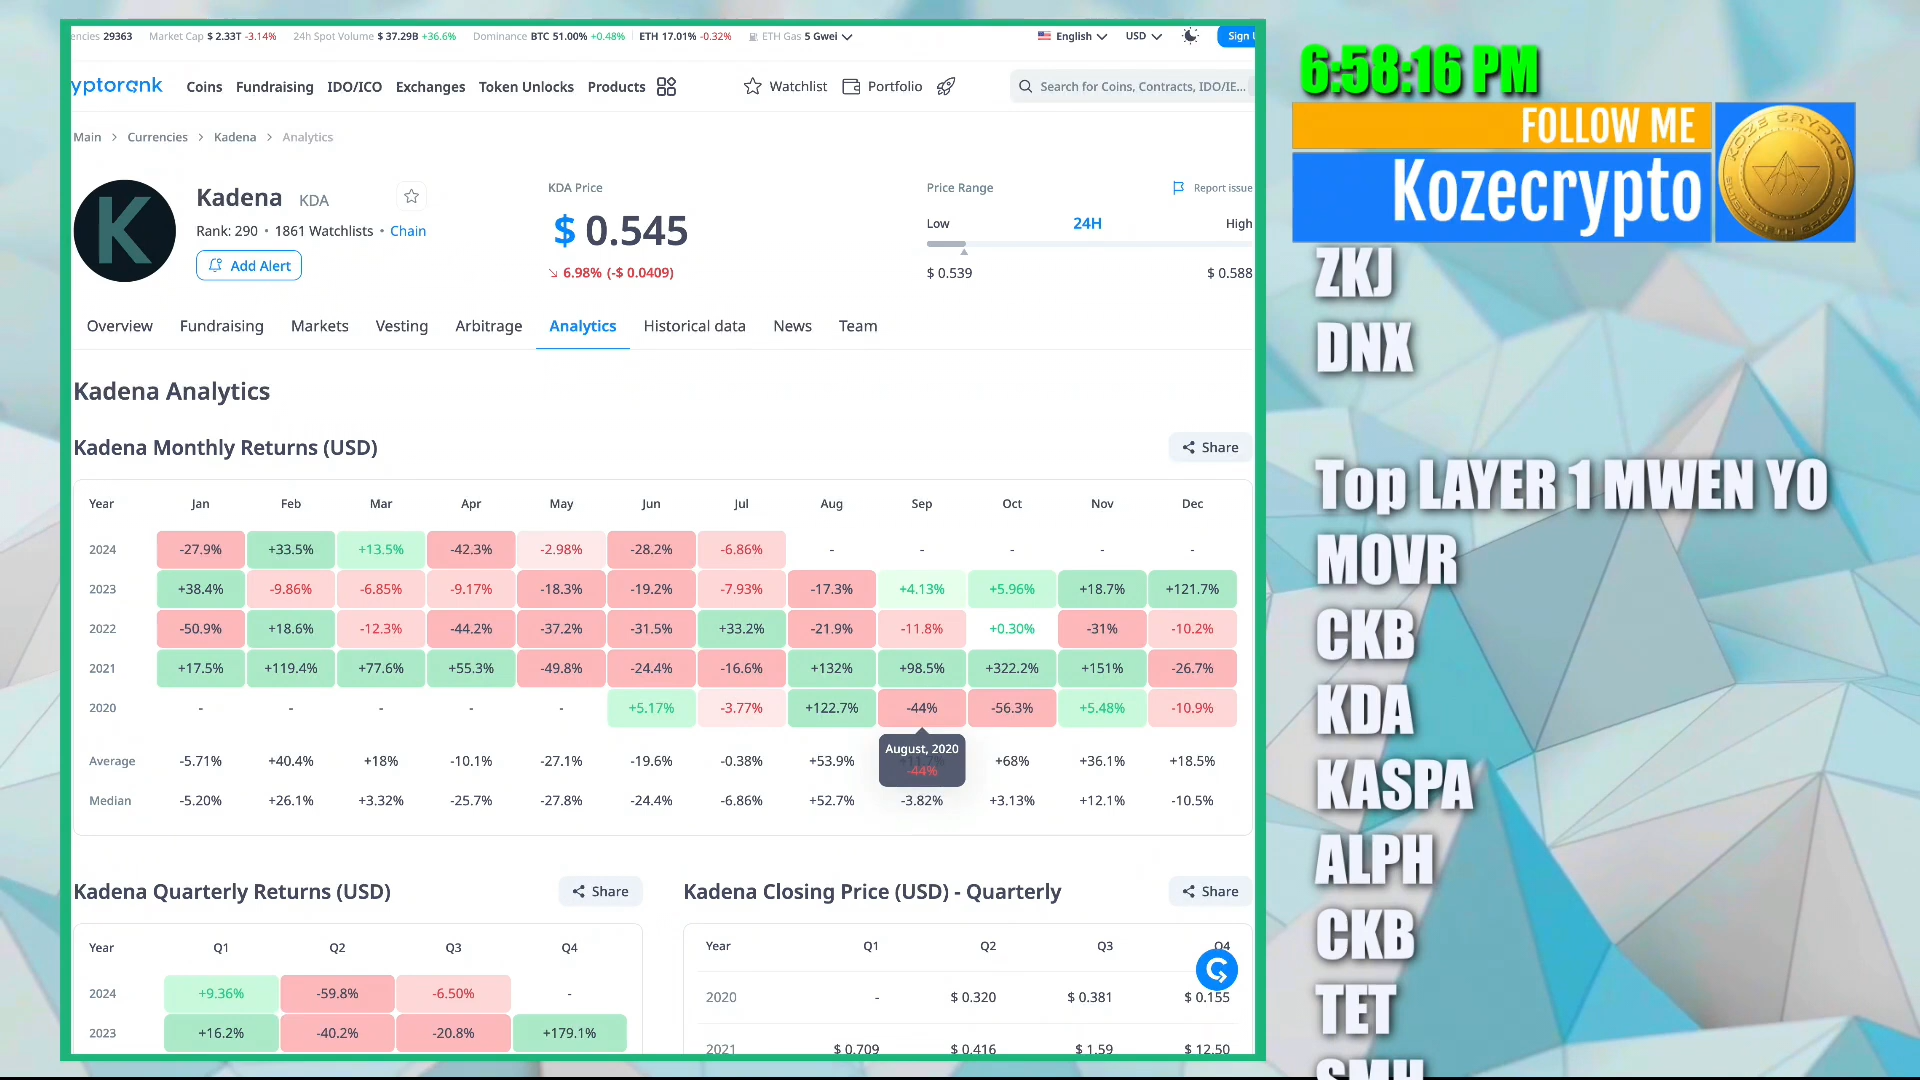 encies 29363 Market Cap $ 2.33T -3.14% 24h Spot Volume $ 37.29B +36.6% Dominance BTC 51.00% +0.48% ETH 17.01% -0.32% ETH Gas 5 Gwei English USD Sign U
yptorank Coins Fundraising IDO/ICO Exchanges Token Unlocks Products Watchlist Portfolio Search for Coins, Contracts, IDO/IE...
Main > Currencies > Kadena > Analytics
Kadena KDA
Rank: 290 • 1861 Watchlists • Chain
Add Alert
KDA Price
$ 0.545
6.98% (-$ 0.0409)
Price Range Report issue
Low 24H High
$ 0.539 $ 0.588
Overview Fundraising Markets Vesting Arbitrage Analytics Historical data News Team
Kadena Analytics
Kadena Monthly Returns (USD) Share
Year Jan Feb Mar Apr May Jun Jul Aug Sep Oct Nov Dec
2024 -27.9% +33.5% +13.5% -42.3% -2.98% -28.2% -6.86% - - - - -
2023 +38.4% -9.86% -6.85% -9.17% -18.3% -19.2% -7.93% -17.3% +4.13% +5.96% +18.7% +121.7%
2022 -50.9% +18.6% -12.3% -44.2% -37.2% -31.5% +33.2% -21.9% -11.8% +0.30% -31% -10.2%
2021 +17.5% +119.4% +77.6% +55.3% -49.8% -24.4% -16.6% +132% +98.5% +322.2% +151% -26.7%
2020 - - - - - +5.17% -3.77% +122.7% -44% -56.3% +5.48% -10.9%
August, 2020
-44%
Average -5.71% +40.4% +18% -10.1% -27.1% -19.6% -0.38% +53.9% +68% +36.1% +18.5%
Median -5.20% +26.1% +3.32% -25.7% -27.8% -24.4% -6.86% +52.7% -3.82% +3.13% +12.1% -10.5%
Kadena Quarterly Returns (USD) Share
Year Q1 Q2 Q3 Q4
2024 +9.36% -59.8% -6.50% -
2023 +16.2% -40.2% -20.8% +179.1%
Kadena Closing Price (USD) - Quarterly Share
Year Q1 Q2 Q3 Q4
2020 - $ 0.320 $ 0.381 $ 0.155
2021 $ 0.709 $ 0.416 $ 1.59 $ 12.50
6:58:16 PM
FOLLOW ME
Kozecrypto
KOZE CRYPTO
ZKJ
DNX
Top LAYER 1 MWEN YO
MOVR
CKB
KDA
KASPA
ALPH
CKB
TET